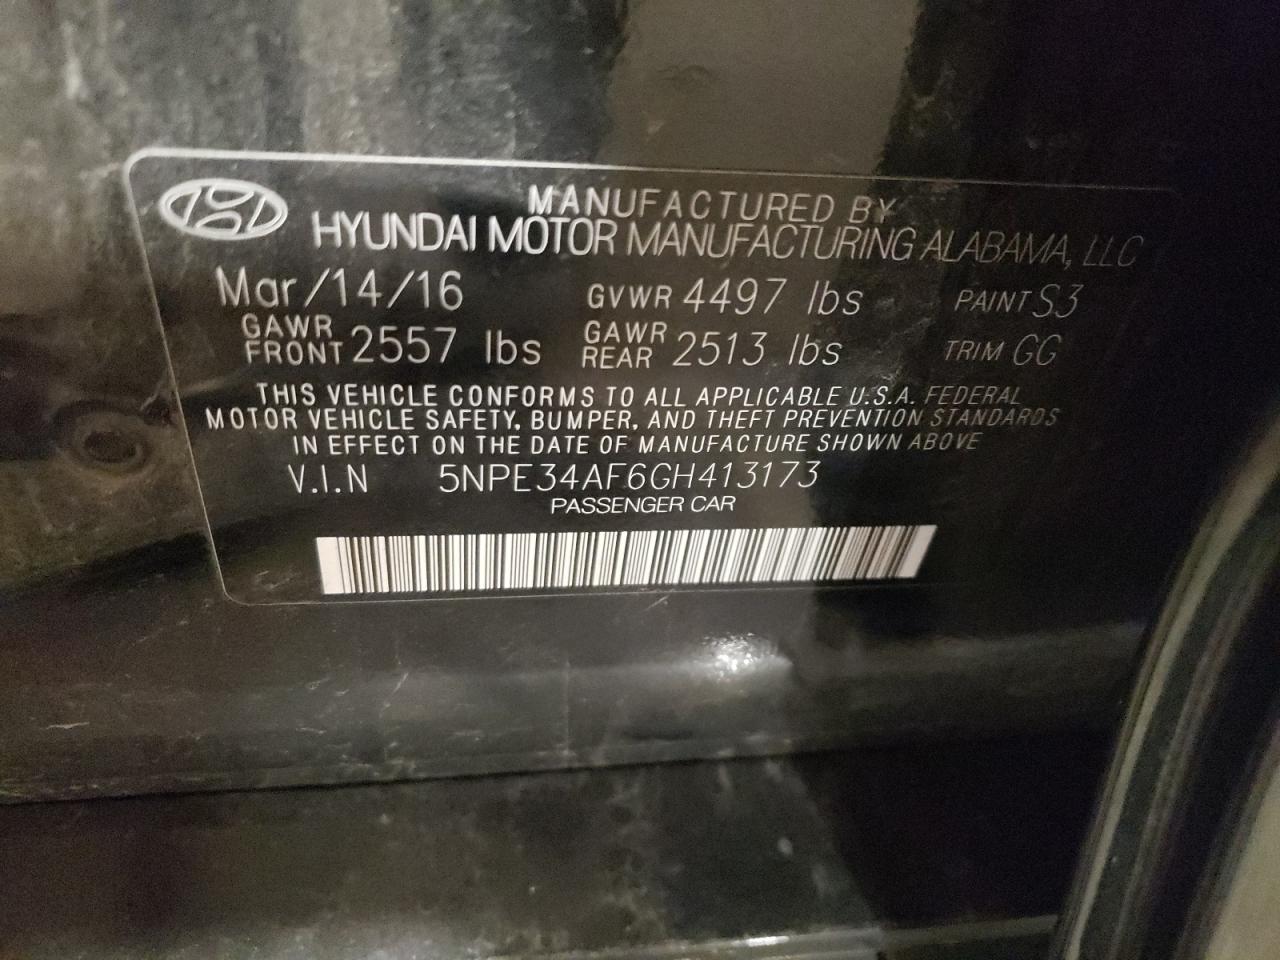 MANUFACTURED BY
HYUNDAI MOTOR MANUFACTURING ALABAMA, LLC
Mar/14/16 GVWR 4497 lbs PAINT S3
GAWR FRONT 2557 lbs GAWR REAR 2513 lbs TRIM GG
THIS VEHICLE CONFORMS TO ALL APPLICABLE U.S.A. FEDERAL
MOTOR VEHICLE SAFETY, BUMPER, AND THEFT PREVENTION STANDARDS
IN EFFECT ON THE DATE OF MANUFACTURE SHOWN ABOVE
V.I.N 5NPE34AF6GH413173
PASSENGER CAR